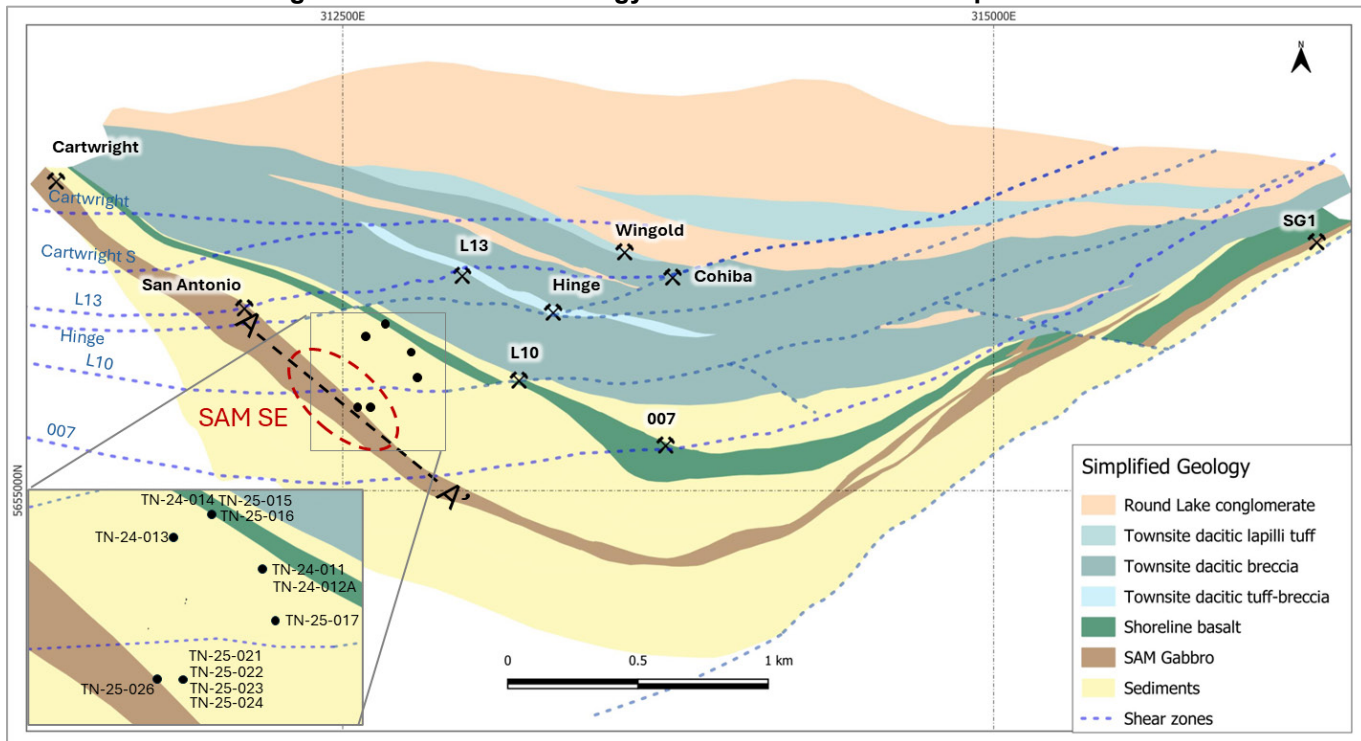 312500E
315000E
N
Cartwright
Cartwright
SG1
Wingold
L13
Cartwright S
Cohiba
San Antonio
Hinge
L13
A
Hinge
L10
L10
SAM SE
007
007
5655000N
A'
Simplified Geology
Round Lake conglomerate
Townsite dacitic lapilli tuff
Townsite dacitic breccia
Townsite dacitic tuff-breccia
Shoreline basalt
SAM Gabbro
Sediments
Shear zones
TN-24-014 TN-25-015
TN-25-016
TN-24-013
TN-24-011
TN-24-012A
TN-25-017
TN-25-021
TN-25-022
TN-25-026 TN-25-023
TN-25-024
0 0.5 1 km